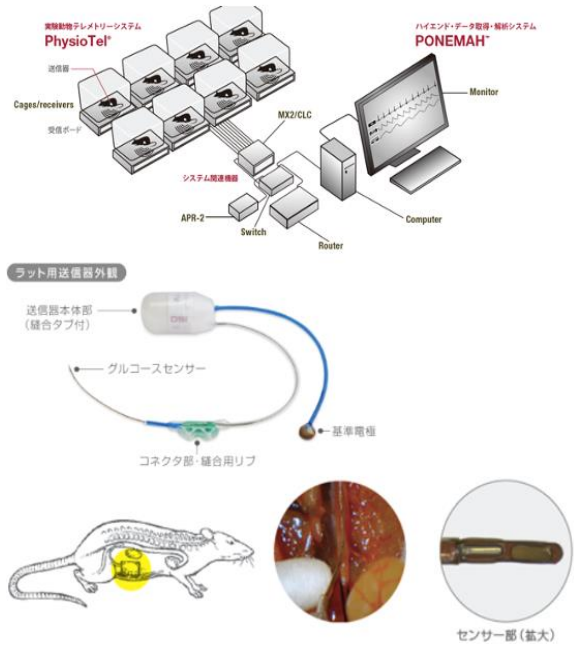 実験動物テレメトリーシステム
PhysioTel®
ハイエンド・データ取得・解析システム
PONEMAH™
送信器
Cages/receivers
受信ボード
MX2/CLC
Monitor
システム関連機器
APR-2
Switch
Router
Computer
ラット用送信器外観
送信器本体部
(縫合タブ付)
DSI
グルコースセンサー
基準電極
コネクタ部・縫合用リブ
センサー部(拡大)